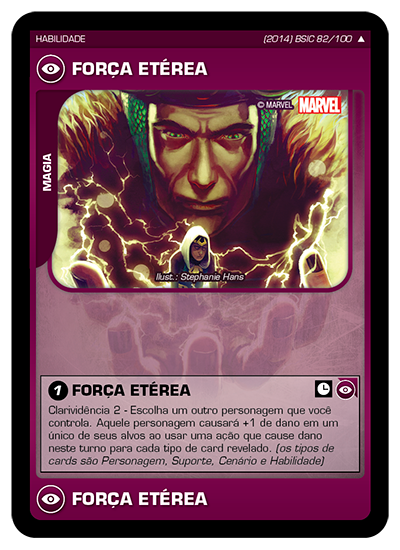 HABILIDADE (2014) BSIC 82/100 ▲
FORÇA ETÉREA
© MARVEL MARVEL
MAGIA
Ilust.: Stephanie Hans
1 FORÇA ETÉREA
Clarividência 2 - Escolha um outro personagem que você
controla. Aquele personagem causará +1 de dano em um
único de seus alvos ao usar uma ação que cause dano
neste turno para cada tipo de card revelado. (os tipos de
cards são Personagem, Suporte, Cenário e Habilidade)
FORÇA ETÉREA